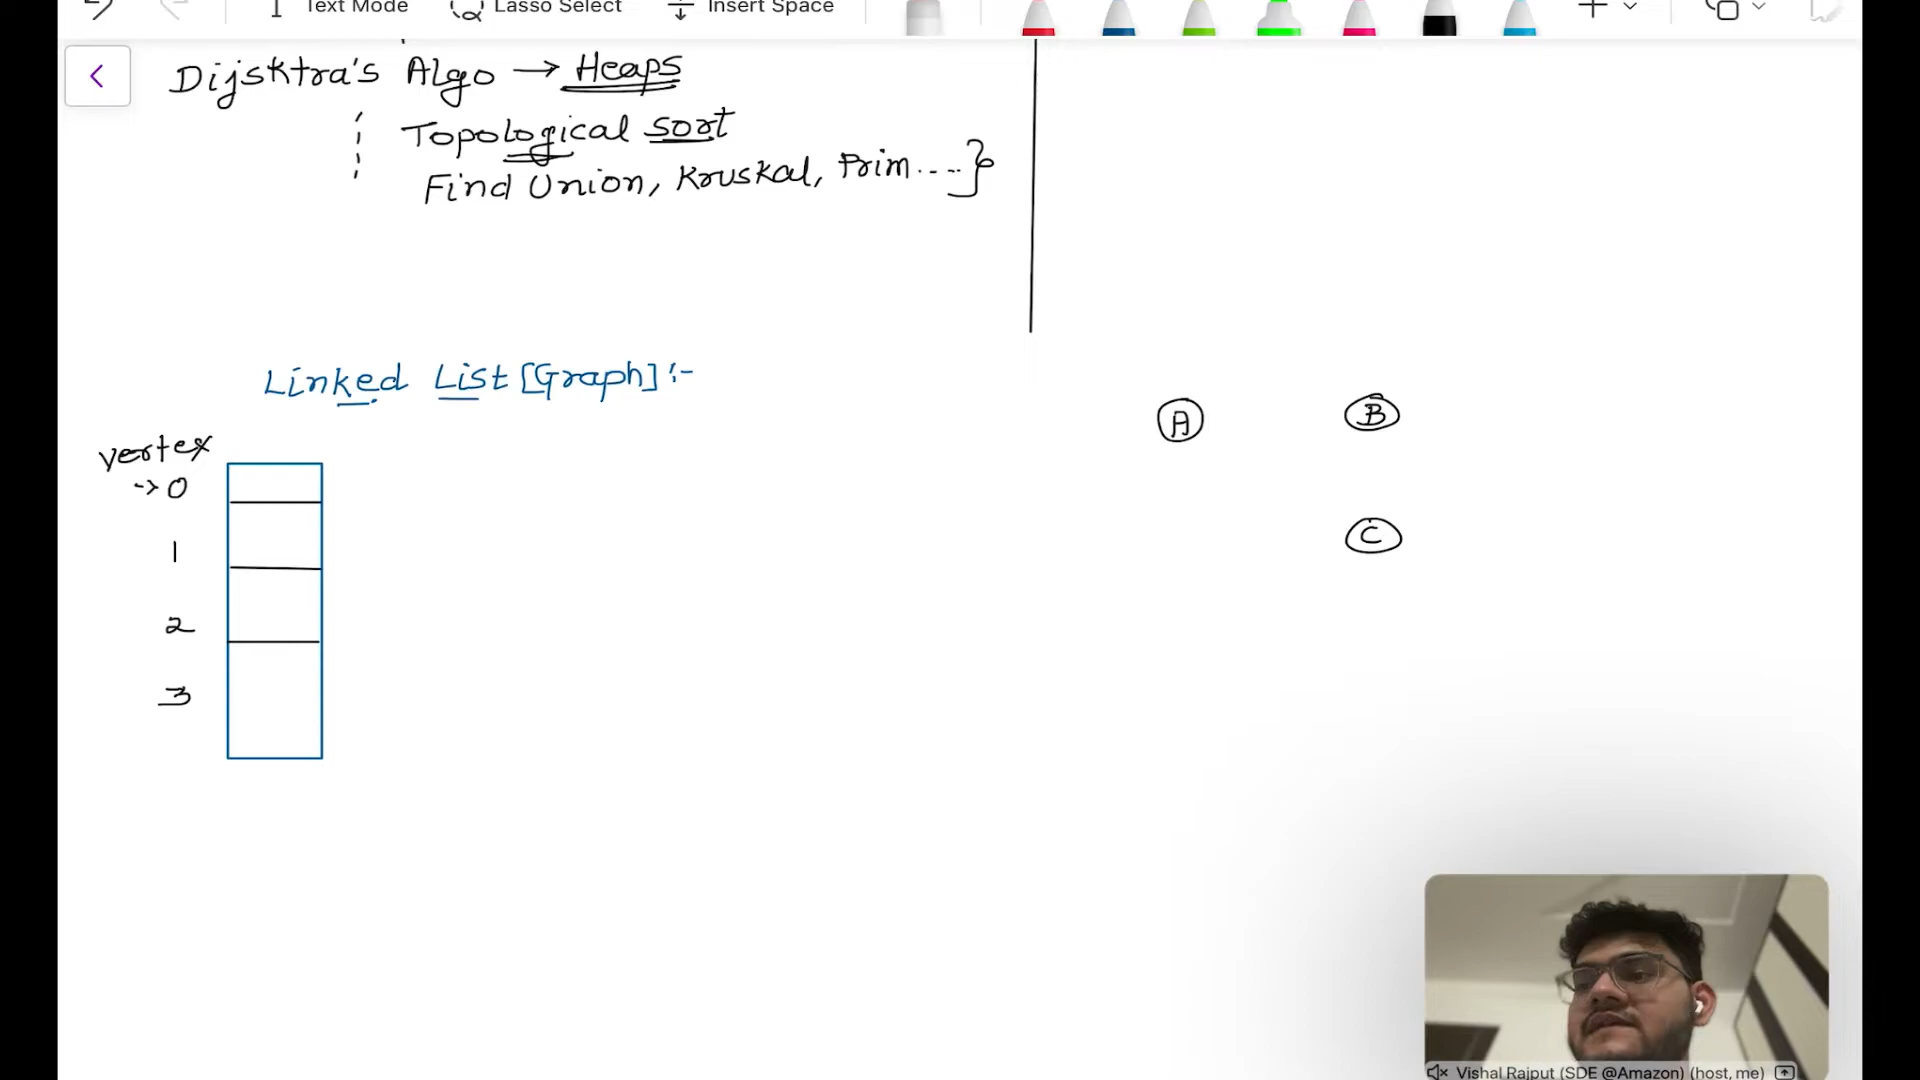 Text Mode Lasso Select Insert Space
Dijsktra's Algo → Heaps
Topological sort
Find Union, Kruskal, Prim.....}
Linked List [Graph] :-
vertex
→ 0
1
2
3
A
B
C
Vishal Rajput (SDE @Amazon) (host, me)